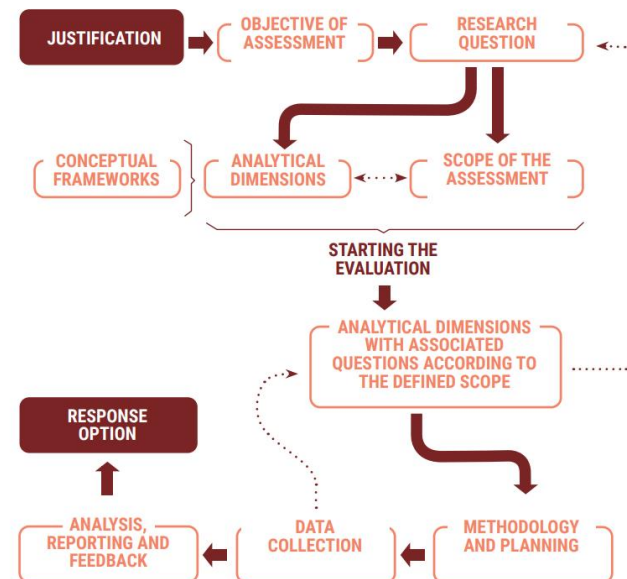 JUSTIFICATION
OBJECTIVE OF
ASSESSMENT
RESEARCH
QUESTION
CONCEPTUAL
FRAMEWORKS
ANALYTICAL
DIMENSIONS
SCOPE OF THE
ASSESSMENT
STARTING THE
EVALUATION
ANALYTICAL DIMENSIONS
WITH ASSOCIATED
QUESTIONS ACCORDING TO
THE DEFINED SCOPE
METHODOLOGY
AND PLANNING
DATA
COLLECTION
ANALYSIS,
REPORTING AND
FEEDBACK
RESPONSE
OPTION